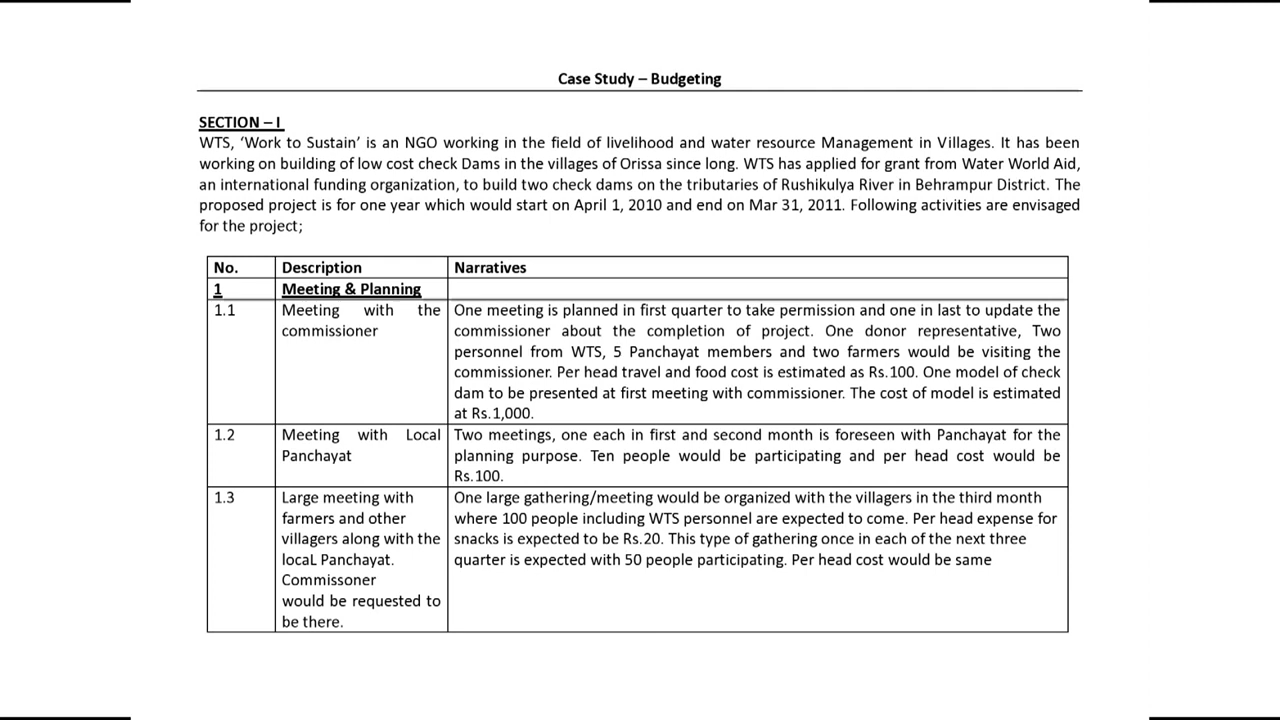 Case Study – Budgeting
SECTION – I
WTS, ‘Work to Sustain’ is an NGO working in the field of livelihood and water resource Management in Villages. It has been
working on building of low cost check Dams in the villages of Orissa since long. WTS has applied for grant from Water World Aid,
an international funding organization, to build two check dams on the tributaries of Rushikulya River in Behrampur District. The
proposed project is for one year which would start on April 1, 2010 and end on Mar 31, 2011. Following activities are envisaged
for the project;
No. Description Narratives
1 Meeting & Planning
1.1 Meeting with the commissioner
One meeting is planned in first quarter to take permission and one in last to update the
commissioner about the completion of project. One donor representative, Two
personnel from WTS, 5 Panchayat members and two farmers would be visiting the
commissioner. Per head travel and food cost is estimated as Rs.100. One model of check
dam to be presented at first meeting with commissioner. The cost of model is estimated
at Rs.1,000.
1.2 Meeting with Local Panchayat
Two meetings, one each in first and second month is foreseen with Panchayat for the
planning purpose. Ten people would be participating and per head cost would be
Rs.100.
1.3 Large meeting with
farmers and other
villagers along with the
locaL Panchayat.
Commissoner
would be requested to
be there.
One large gathering/meeting would be organized with the villagers in the third month
where 100 people including WTS personnel are expected to come. Per head expense for
snacks is expected to be Rs.20. This type of gathering once in each of the next three
quarter is expected with 50 people participating. Per head cost would be same